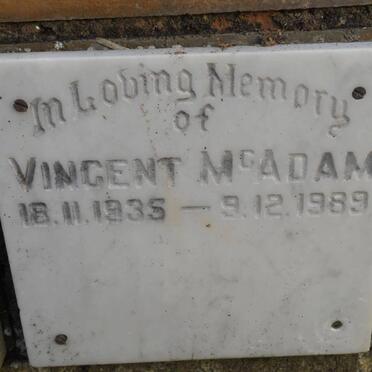 In Loving Memory
of
VINCENT McADAM
18.11.1935 — 9.12.1989